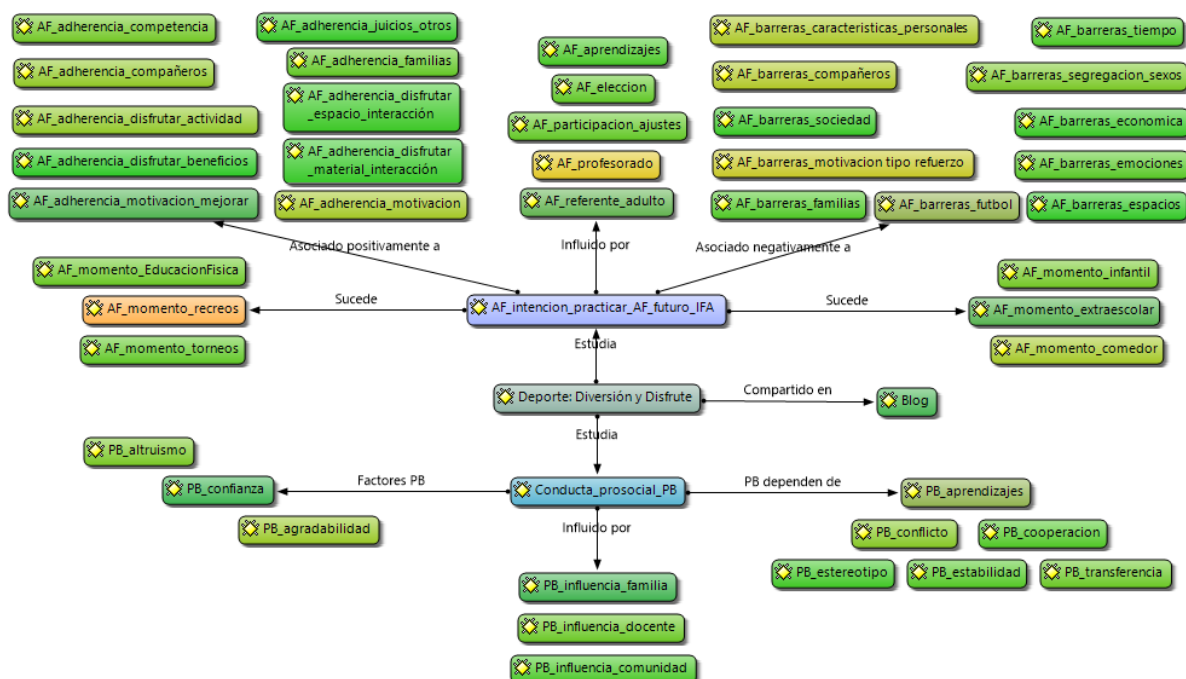 AF_adherencia_competencia
AF_adherencia_juicios_otros
AF_adherencia_compañeros
AF_adherencia_familias
AF_adherencia_disfrutar
_espacio_interacción
AF_adherencia_disfrutar_actividad
AF_adherencia_disfrutar_beneficios
AF_adherencia_disfrutar
_material_interacción
AF_adherencia_motivacion_mejorar
AF_adherencia_motivacion
AF_aprendizajes
AF_eleccion
AF_participacion_ajustes
AF_profesorado
AF_referente_adulto
AF_barreras_caracteristicas_personales
AF_barreras_tiempo
AF_barreras_compañeros
AF_barreras_segregacion_sexos
AF_barreras_sociedad
AF_barreras_economica
AF_barreras_motivacion tipo refuerzo
AF_barreras_emociones
AF_barreras_familias
AF_barreras_futbol
AF_barreras_espacios
Asociado positivamente a
Influido por
Asociado negativamente a
AF_momento_EducacionFisica
AF_momento_recreos
AF_momento_torneos
Sucede
AF_intencion_practicar_AF_futuro_IFA
Sucede
AF_momento_infantil
AF_momento_extraescolar
AF_momento_comedor
Estudia
Deporte: Diversión y Disfrute
Compartido en
Blog
Estudia
PB_altruismo
PB_confianza
PB_agradabilidad
Factores PB
Conducta_prosocial_PB
PB dependen de
PB_aprendizajes
PB_conflicto
PB_cooperacion
PB_estereotipo
PB_estabilidad
PB_transferencia
Influido por
PB_influencia_familia
PB_influencia_docente
PB_influencia_comunidad